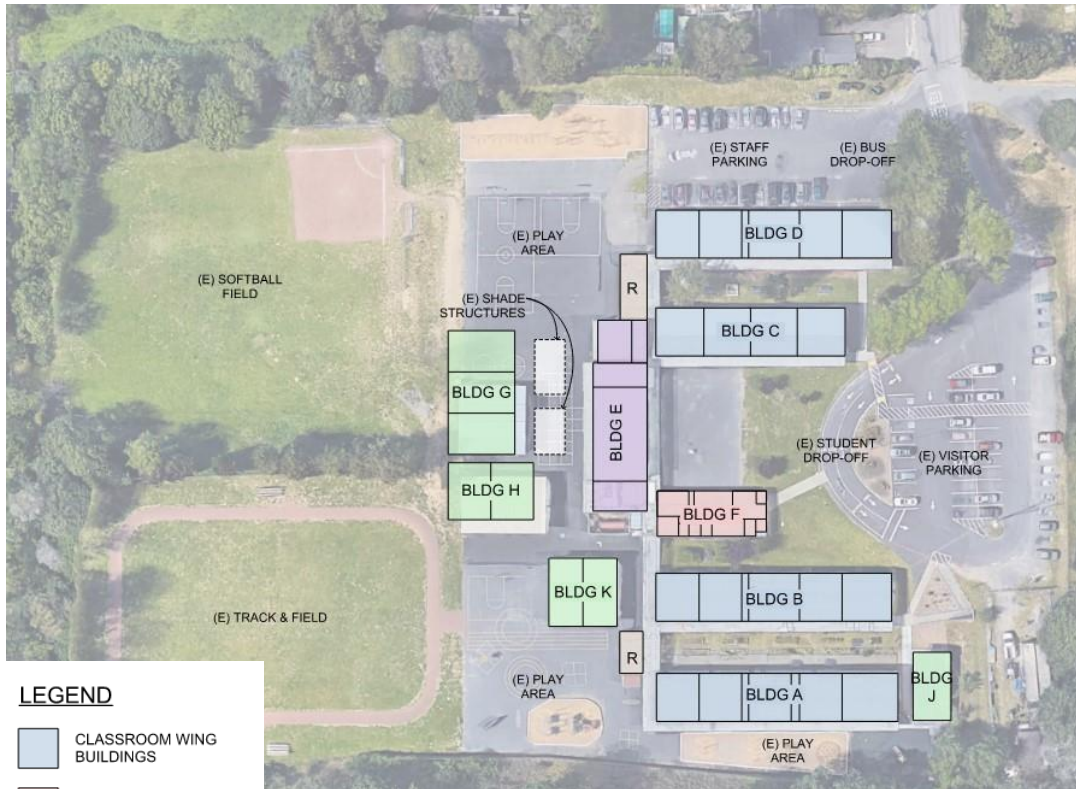 (E) STAFF
PARKING
(E) BUS
DROP-OFF
BLDG D
(E) PLAY
AREA
(E) SOFTBALL
FIELD
R
(E) SHADE
STRUCTURES
BLDG C
BLDG G
BLDG E
(E) STUDENT
DROP-OFF
(E) VISITOR
PARKING
BLDG H
BLDG F
BLDG K
BLDG B
(E) TRACK & FIELD
R
(E) PLAY
AREA
BLDG A
BLDG
J
(E) PLAY
AREA
LEGEND
CLASSROOM WING
BUILDINGS